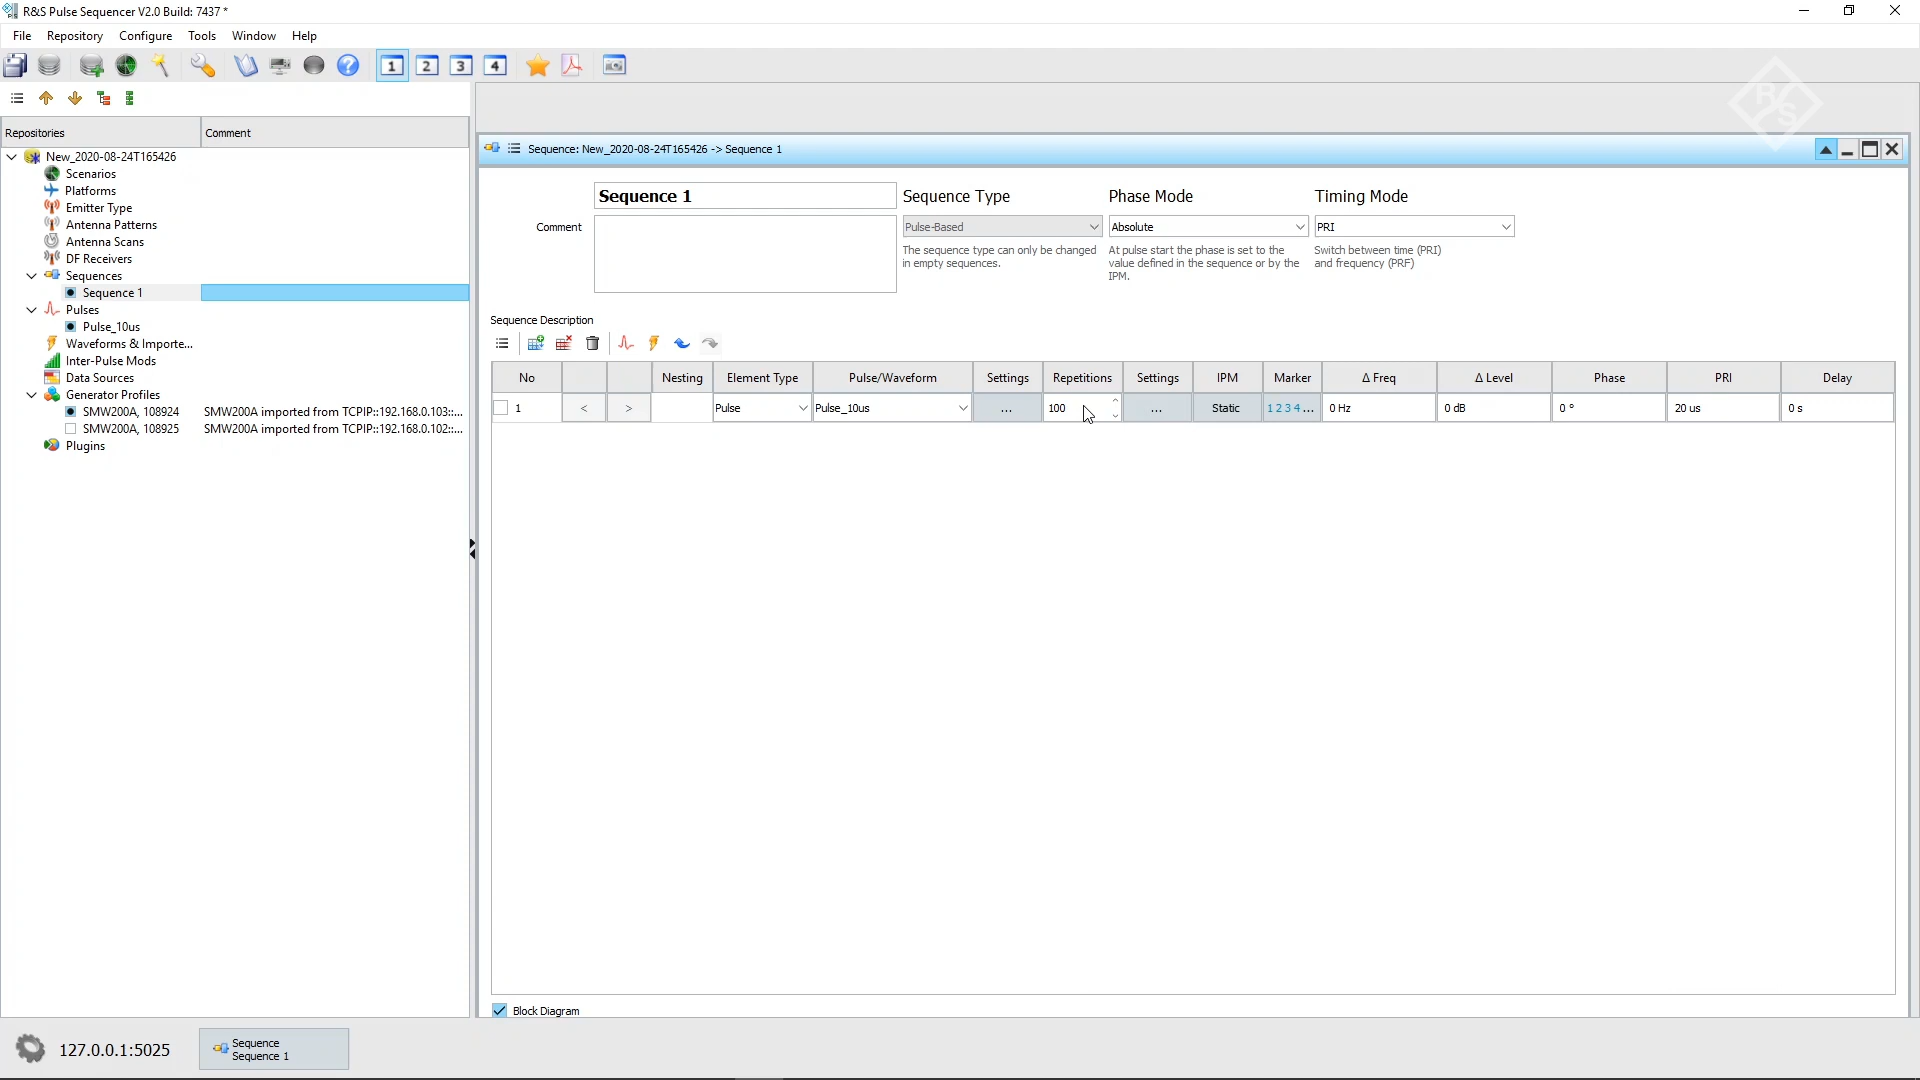 R&S Pulse Sequencer V2.0 Build: 7437 *
File Repository Configure Tools Window Help
1 2 3 4
Repositories Comment
New_2020-08-24T165426
Scenarios
Platforms
Emitter Type
Antenna Patterns
Antenna Scans
DF Receivers
Sequences
Sequence 1
Pulses
Pulse_10us
Waveforms & Importe...
Inter-Pulse Mods
Data Sources
Generator Profiles
SMW200A, 108924 SMW200A imported from TCPIP::192.168.0.103::...
SMW200A, 108925 SMW200A imported from TCPIP::192.168.0.102::...
Plugins
R/S
Sequence: New_2020-08-24T165426 -> Sequence 1
Sequence 1 Sequence Type Phase Mode Timing Mode
Comment Pulse-Based Absolute PRI
The sequence type can only be changed At pulse start the phase is set to the Switch between time (PRI)
in empty sequences. value defined in the sequence or by the and frequency (PRF)
IPM.
Sequence Description
No Nesting Element Type Pulse/Waveform Settings Repetitions Settings IPM Marker Δ Freq Δ Level Phase PRI Delay
1 < > Pulse Pulse_10us ... 100 ... Static 1 2 3 4 ... 0 Hz 0 dB 0 ° 20 us 0 s
Block Diagram
127.0.0.1:5025
Sequence
Sequence 1